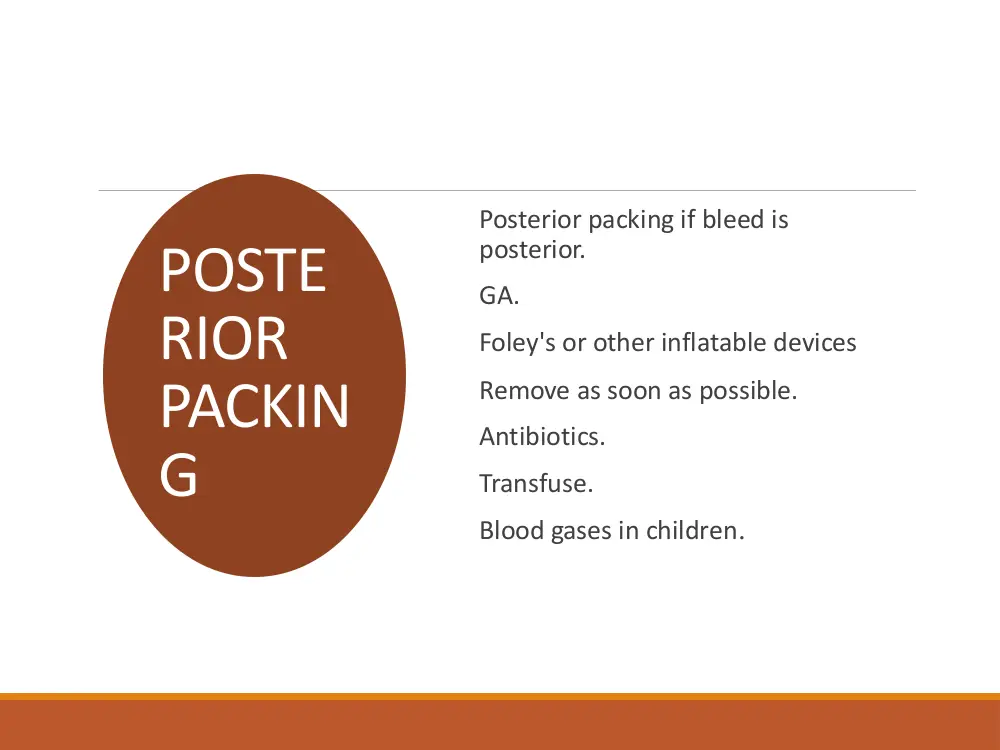 POSTE
RIOR
PACKIN
G
Posterior packing if bleed is
posterior.
GA.
Foley's or other inflatable devices
Remove as soon as possible.
Antibiotics.
Transfuse.
Blood gases in children.